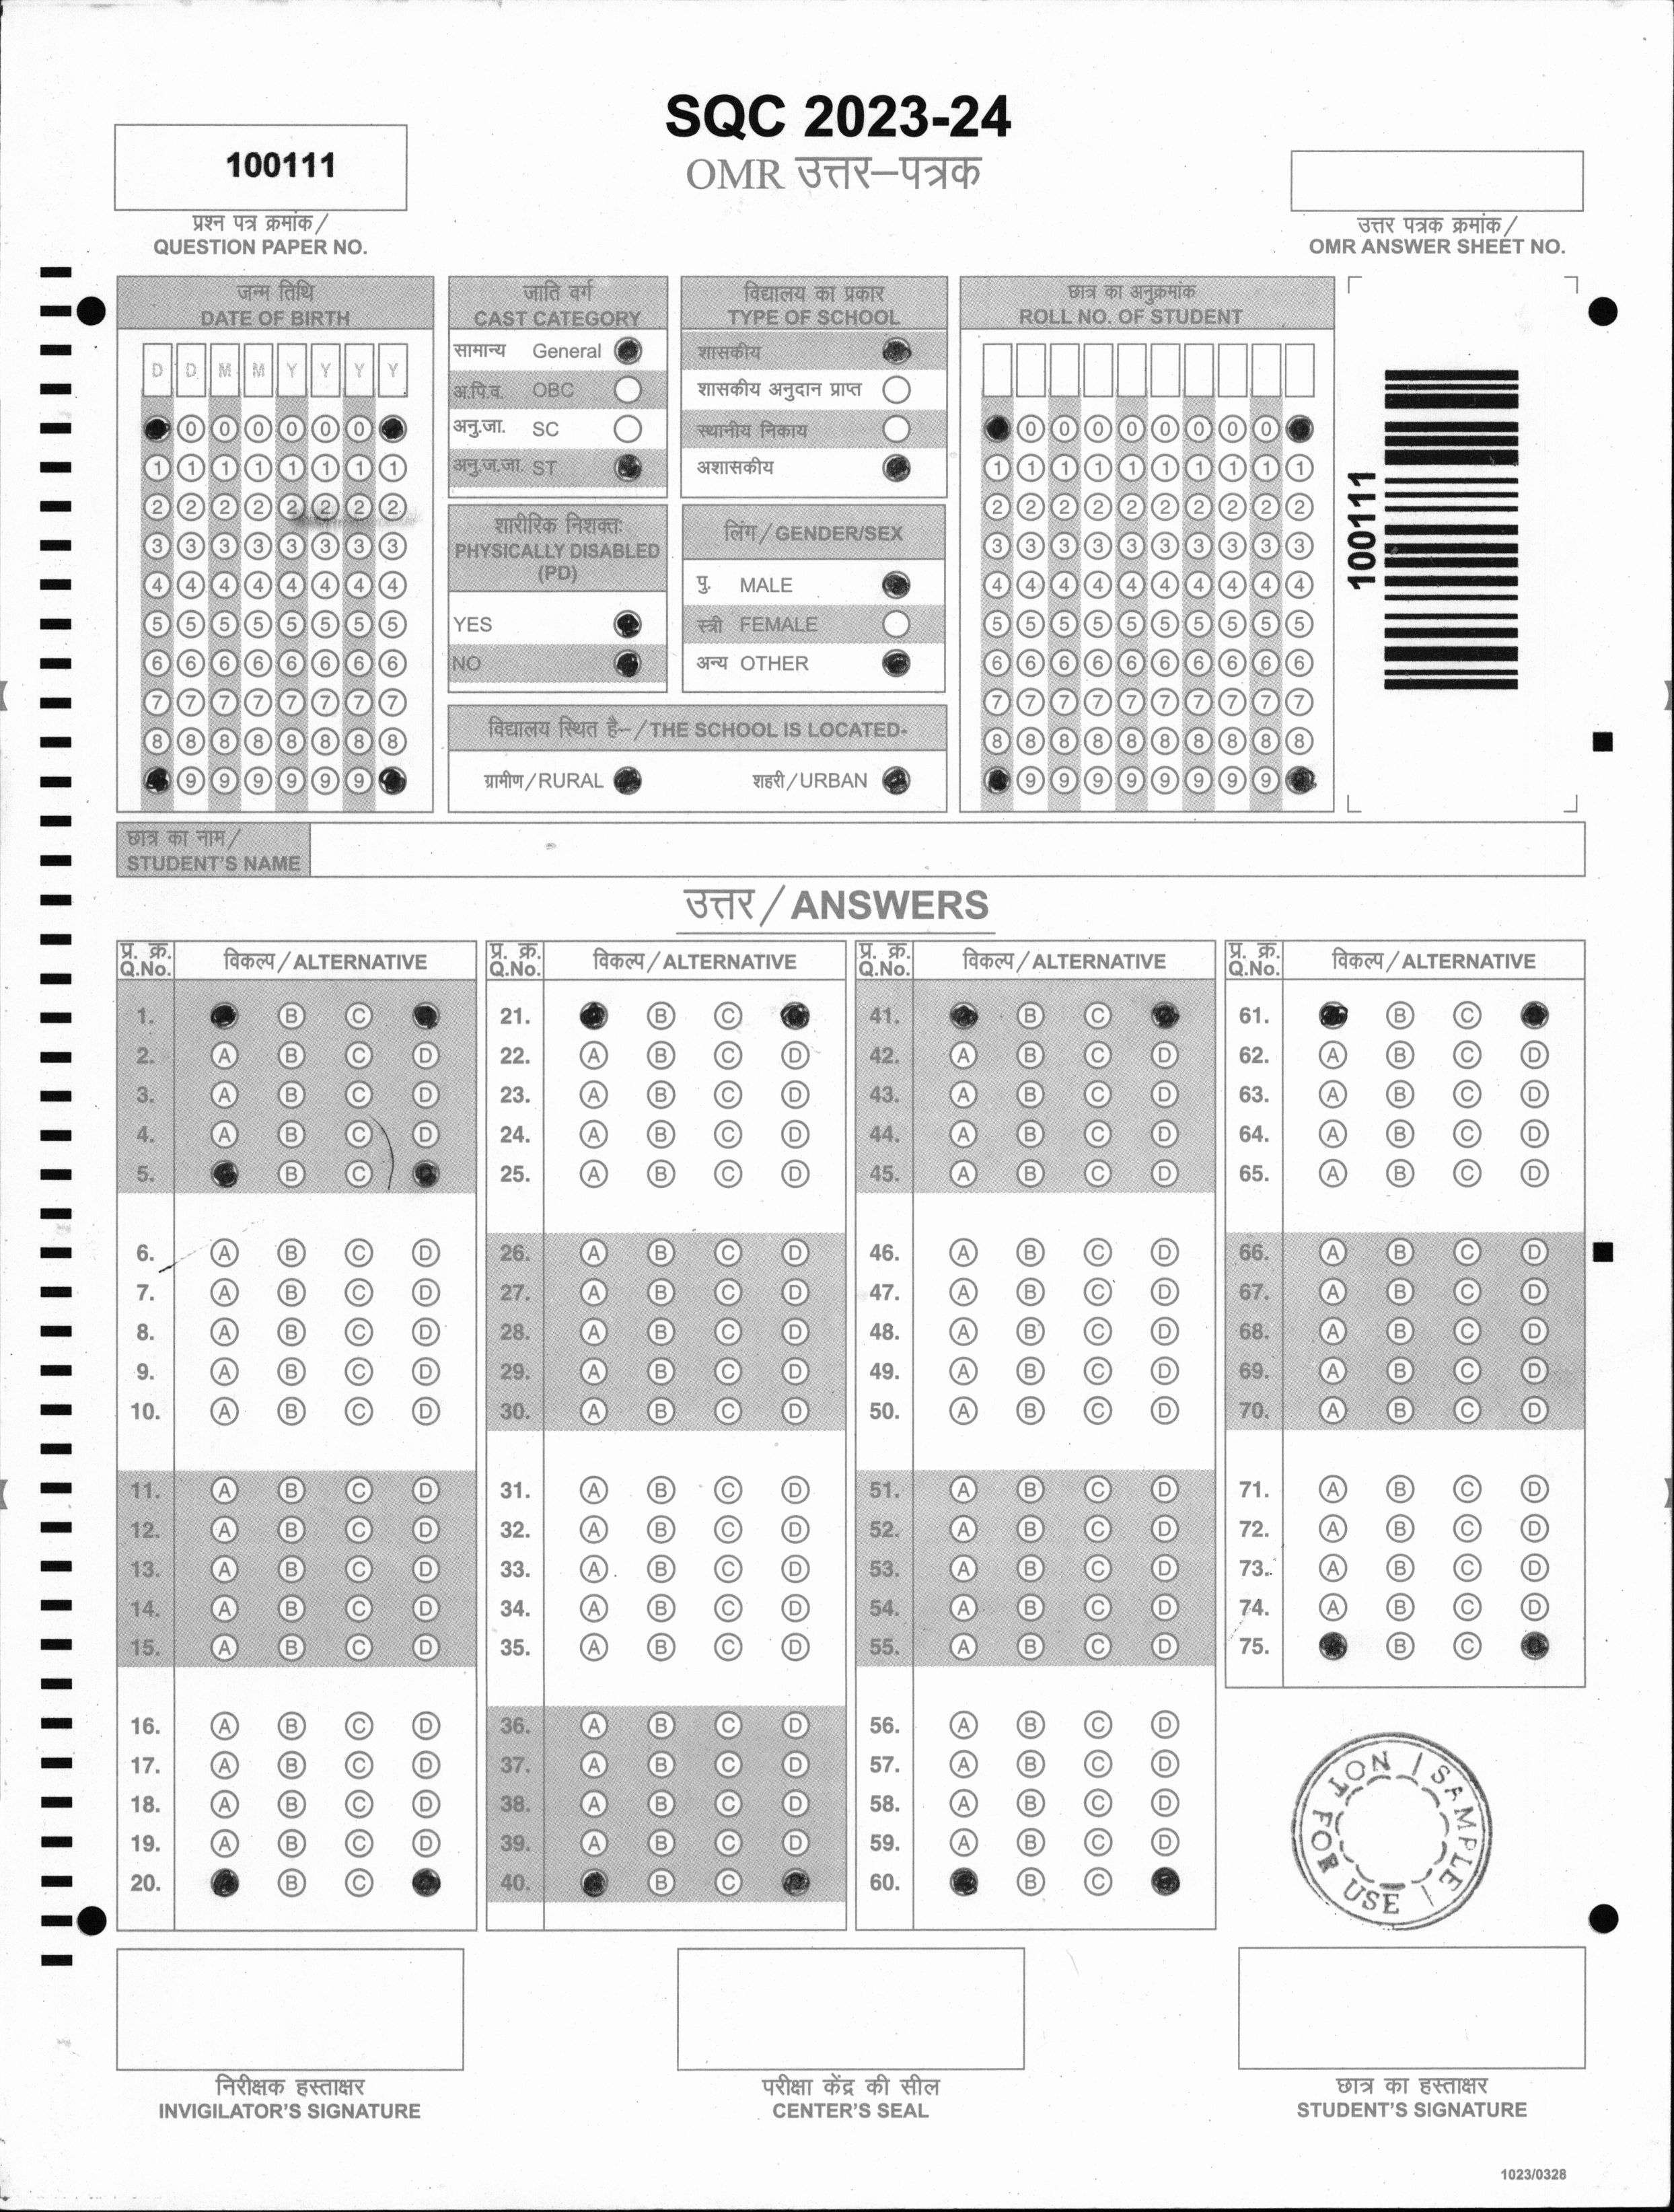 SQC 2023-24
OMR उत्तर–पत्रक
100111
प्रश्न पत्र क्रमांक/
QUESTION PAPER NO.
उत्तर पत्रक क्रमांक/
OMR ANSWER SHEET NO.
जन्म तिथि
DATE OF BIRTH
D D M M Y Y Y Y
0 0 0 0 0 0
1 1 1 1 1 1 1 1
2 2 2 2 2 2 2 2
3 3 3 3 3 3 3 3
4 4 4 4 4 4 4 4
5 5 5 5 5 5 5 5
6 6 6 6 6 6 6 6
7 7 7 7 7 7 7 7
8 8 8 8 8 8 8 8
9 9 9 9 9 9
जाति वर्ग
CAST CATEGORY
सामान्य General
अ.पि.व. OBC
अनु.जा. SC
अनु.ज.जा. ST
शारीरिक निशक्तः
PHYSICALLY DISABLED
(PD)
YES
NO
विद्यालय का प्रकार
TYPE OF SCHOOL
शासकीय
शासकीय अनुदान प्राप्त
स्थानीय निकाय
अशासकीय
लिंग/GENDER/SEX
पु. MALE
स्त्री FEMALE
अन्य OTHER
विद्यालय स्थित है–/THE SCHOOL IS LOCATED-
ग्रामीण/RURAL शहरी/URBAN
छात्र का अनुक्रमांक
ROLL NO. OF STUDENT
0 0 0 0 0 0 0 0
1 1 1 1 1 1 1 1 1 1
2 2 2 2 2 2 2 2 2 2
3 3 3 3 3 3 3 3 3 3
4 4 4 4 4 4 4 4 4 4
5 5 5 5 5 5 5 5 5 5
6 6 6 6 6 6 6 6 6 6
7 7 7 7 7 7 7 7 7 7
8 8 8 8 8 8 8 8 8 8
9 9 9 9 9 9 9 9
100111
छात्र का नाम/
STUDENT'S NAME
उत्तर/ANSWERS
प्र. क्र.
Q.No.
विकल्प/ALTERNATIVE
1. B C
2. A B C D
3. A B C D
4. A B C D
5. B C
6. A B C D
7. A B C D
8. A B C D
9. A B C D
10. A B C D
11. A B C D
12. A B C D
13. A B C D
14. A B C D
15. A B C D
16. A B C D
17. A B C D
18. A B C D
19. A B C D
20. B C
प्र. क्र.
Q.No.
विकल्प/ALTERNATIVE
21. B C
22. A B C D
23. A B C D
24. A B C D
25. A B C D
26. A B C D
27. A B C D
28. A B C D
29. A B C D
30. A B C D
31. A B C D
32. A B C D
33. A B C D
34. A B C D
35. A B C D
36. A B C D
37. A B C D
38. A B C D
39. A B C D
40. B C
प्र. क्र.
Q.No.
विकल्प/ALTERNATIVE
41. B C
42. A B C D
43. A B C D
44. A B C D
45. A B C D
46. A B C D
47. A B C D
48. A B C D
49. A B C D
50. A B C D
51. A B C D
52. A B C D
53. A B C D
54. A B C D
55. A B C D
56. A B C D
57. A B C D
58. A B C D
59. A B C D
60. B C
प्र. क्र.
Q.No.
विकल्प/ALTERNATIVE
61. B C
62. A B C D
63. A B C D
64. A B C D
65. A B C D
66. A B C D
67. A B C D
68. A B C D
69. A B C D
70. A B C D
71. A B C D
72. A B C D
73. A B C D
74. A B C D
75. B C
SAMPLE | NOT FOR USE |
निरीक्षक हस्ताक्षर
INVIGILATOR'S SIGNATURE
परीक्षा केंद्र की सील
CENTER'S SEAL
छात्र का हस्ताक्षर
STUDENT'S SIGNATURE
1023/0328